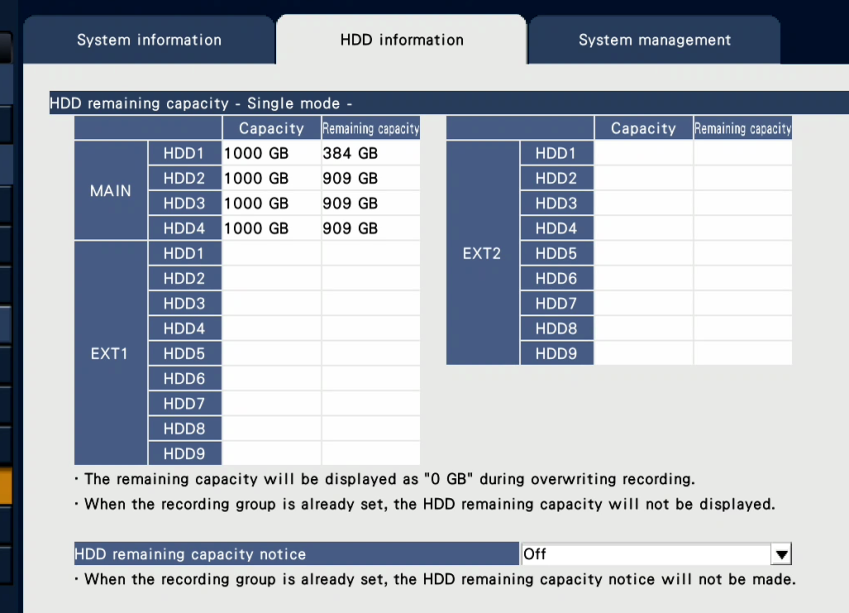 System information
HDD information
System management
HDD remaining capacity - Single mode -
Capacity Remaining capacity
MAIN
HDD1 1000 GB 384 GB
HDD2 1000 GB 909 GB
HDD3 1000 GB 909 GB
HDD4 1000 GB 909 GB
EXT1
HDD1
HDD2
HDD3
HDD4
HDD5
HDD6
HDD7
HDD8
HDD9
Capacity Remaining capacity
EXT2
HDD1
HDD2
HDD3
HDD4
HDD5
HDD6
HDD7
HDD8
HDD9
· The remaining capacity will be displayed as "0 GB" during overwriting recording.
· When the recording group is already set, the HDD remaining capacity will not be displayed.
HDD remaining capacity notice Off
· When the recording group is already set, the HDD remaining capacity notice will not be made.